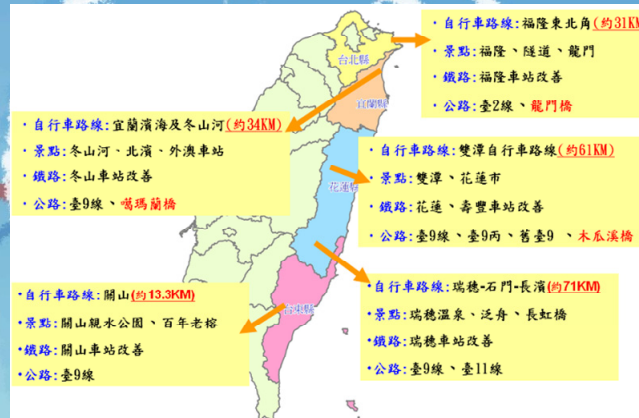 ・自行車路線:福隆東北角(約31KM
・景點:福隆、隧道、龍門
・鐵路:福隆車站改善
・公路:臺2線、龍門橋
台北縣
宜蘭縣
・自行車路線:宜蘭濱海及冬山河(約34KM)
・景點:冬山河、北濱、外澳車站
・鐵路:冬山車站改善
・公路:臺9線、噶瑪蘭橋
・自行車路線:雙潭自行車路線(約61KM)
・景點:雙潭、花蓮市
・鐵路:花蓮、壽豐車站改善
・公路:臺9線、臺9丙、舊臺9、木瓜溪橋
花蓮縣
・自行車路線:瑞穗-石門-長濱(約71KM)
・景點:瑞穗溫泉、泛舟、長虹橋
・鐵路:瑞穗車站改善
・公路:臺9線、臺11線
・自行車路線:關山(約13.3KM)
・景點:關山親水公園、百年老榕
・鐵路:關山車站改善
・公路:臺9線
台東縣